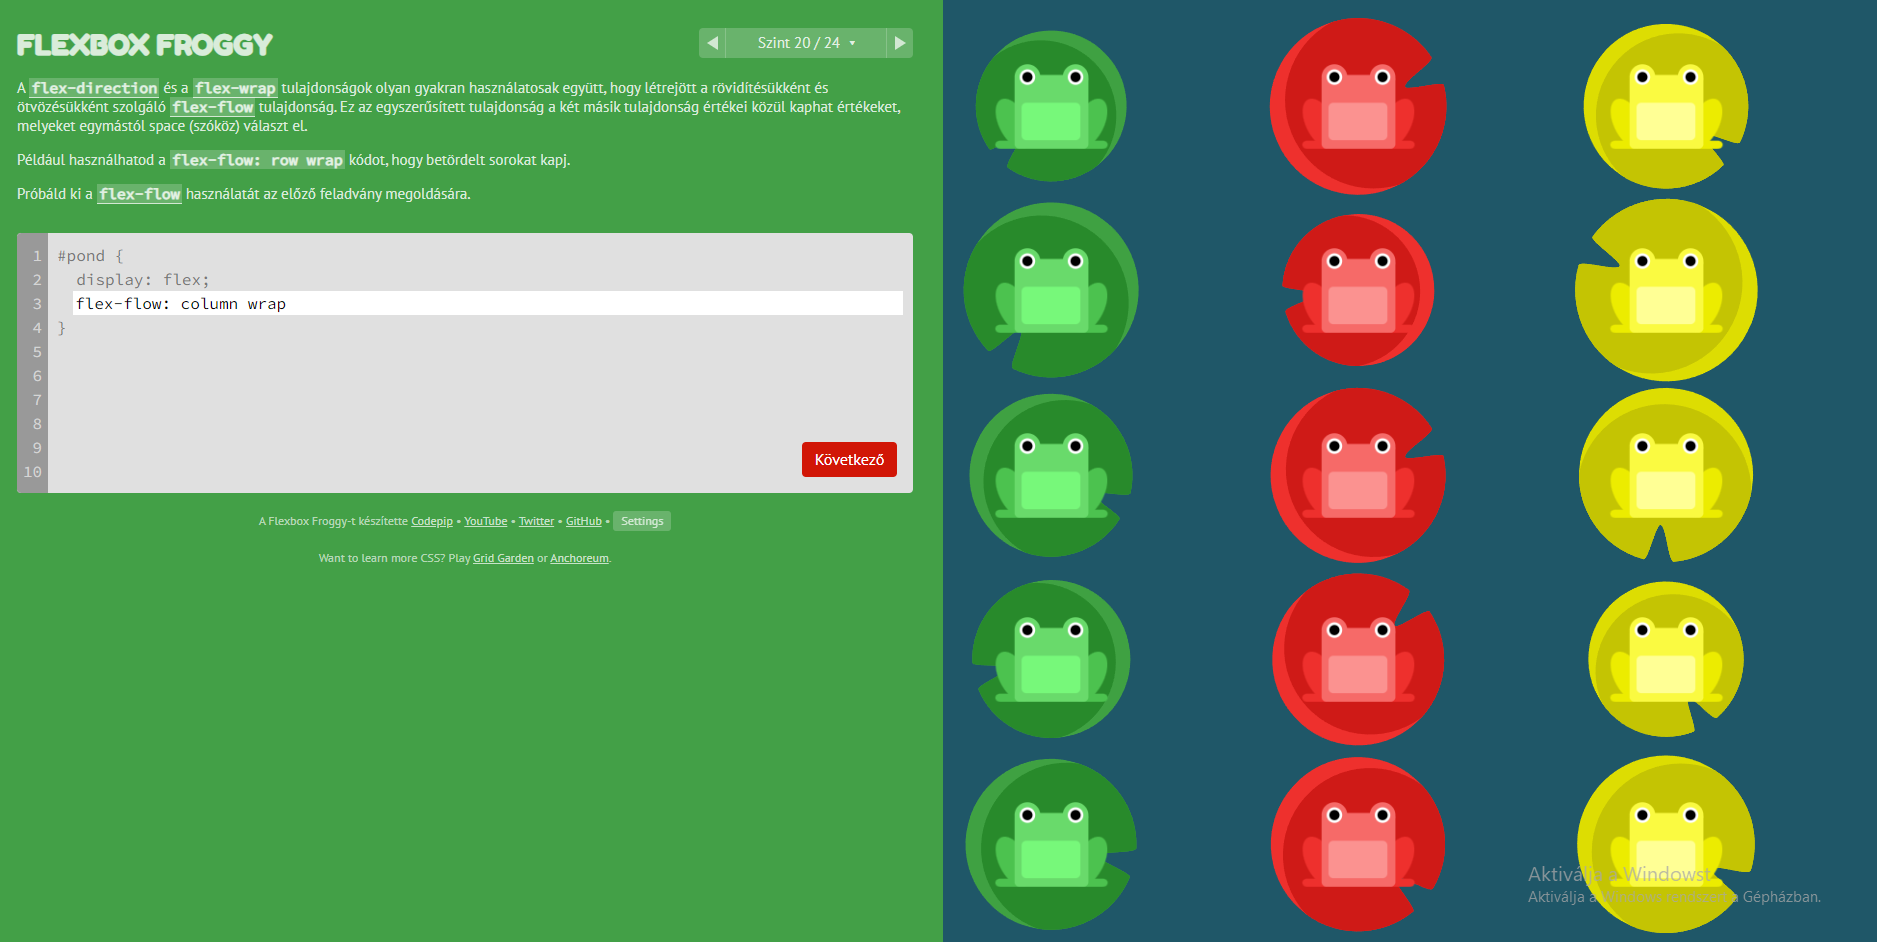 FLEXBOX FROGGY
Szint 20 / 24
A flex-direction és a flex-wrap tulajdonságok olyan gyakran használatosak együtt, hogy létrejött a rövidítésükként és
ötvözésükként szolgáló flex-flow tulajdonság. Ez az egyszerűsített tulajdonság a két másik tulajdonság értékei közül kaphat értékeket,
melyeket egymástól space (szóköz) választ el.
Például használhatod a flex-flow: row wrap kódot, hogy betördelt sorokat kapj.
Próbáld ki a flex-flow használatát az előző feladvány megoldására.
1 #pond {
2 display: flex;
3 flex-flow: column wrap
4 }
5
6
7
8
9
10
Következő
A Flexbox Froggy-t készítette Codepip • YouTube • Twitter • GitHub • Settings
Want to learn more CSS? Play Grid Garden or Anchoreum.
Aktiválja a Windowst
Aktiválja a Windows rendszert a Gépházban.